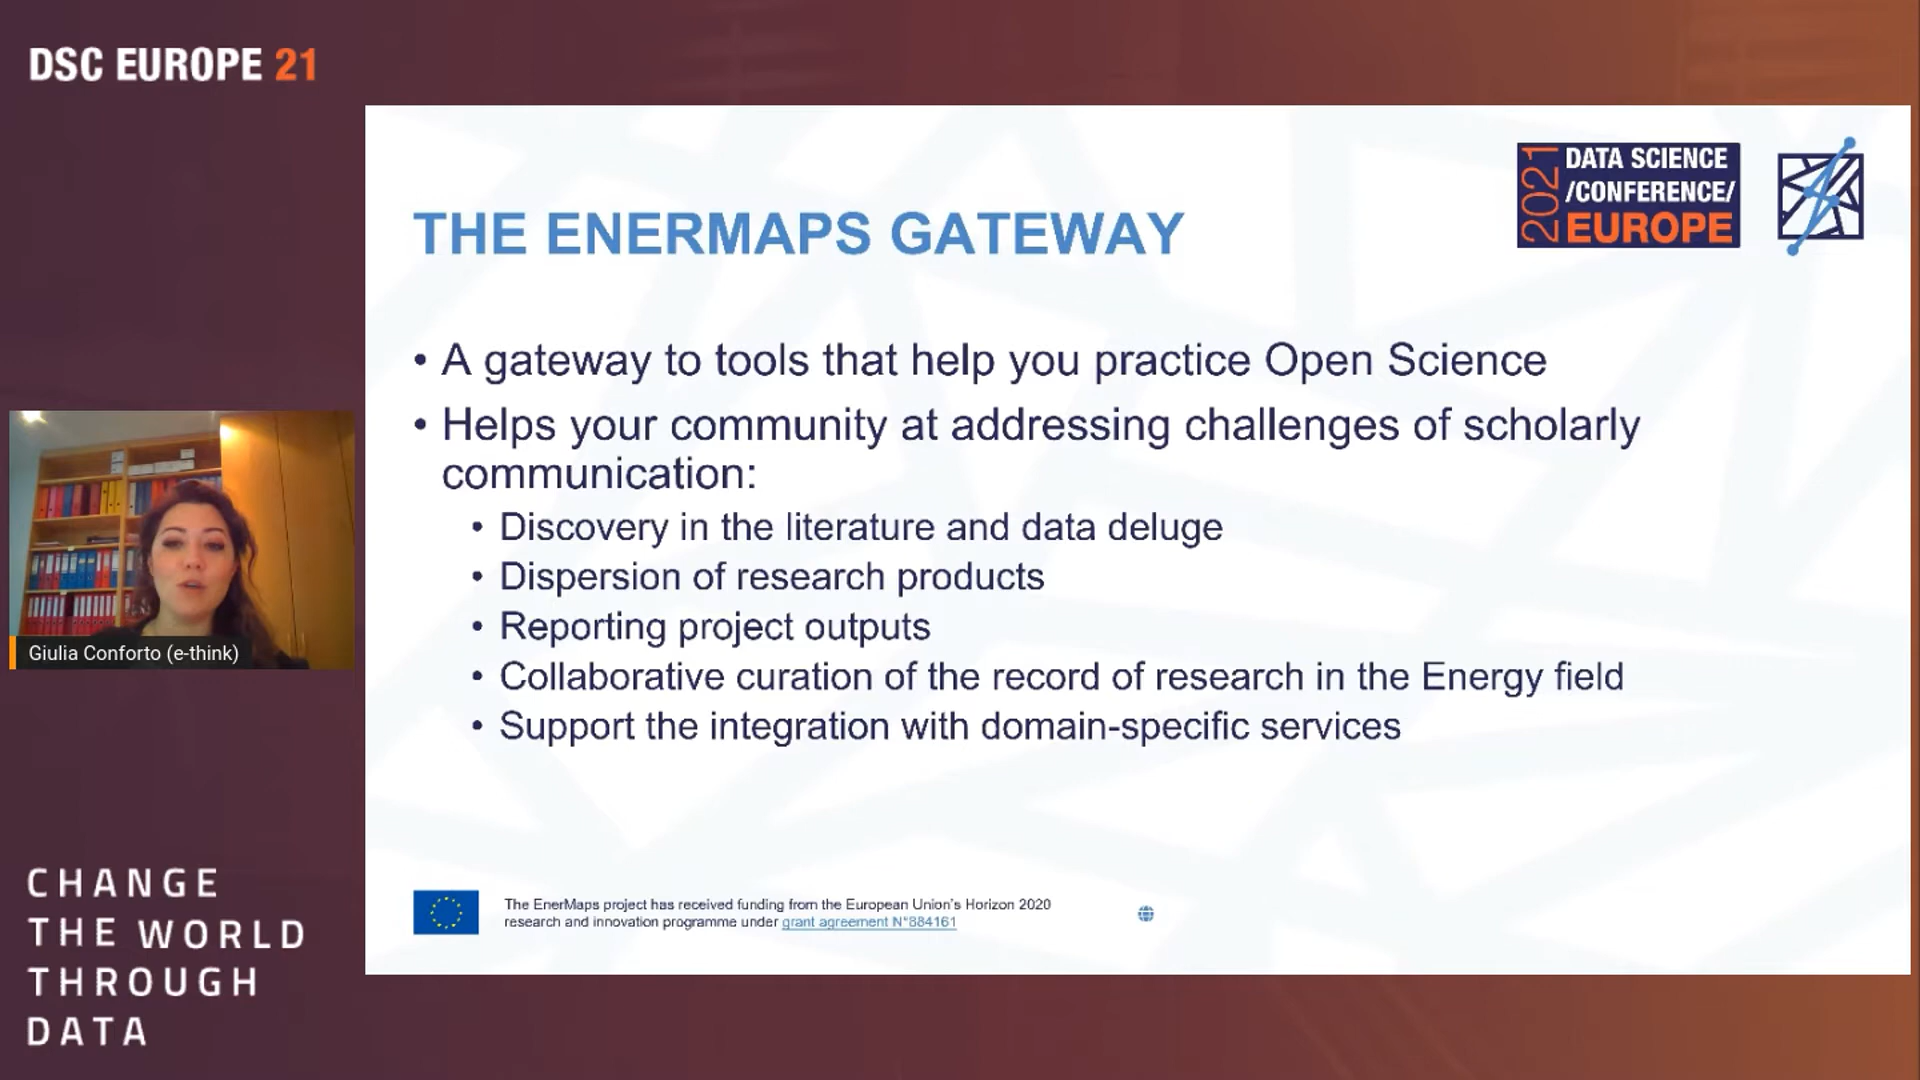 DSC EUROPE 21
2021
DATA SCIENCE
/CONFERENCE/
EUROPE
THE ENERMAPS GATEWAY
• A gateway to tools that help you practice Open Science
• Helps your community at addressing challenges of scholarly
communication:
• Discovery in the literature and data deluge
• Dispersion of research products
• Reporting project outputs
• Collaborative curation of the record of research in the Energy field
• Support the integration with domain-specific services
Giulia Conforto (e-think)
CHANGE
THE WORLD
THROUGH
DATA
The EnerMaps project has received funding from the European Union's Horizon 2020
research and innovation programme under grant agreement N°884161